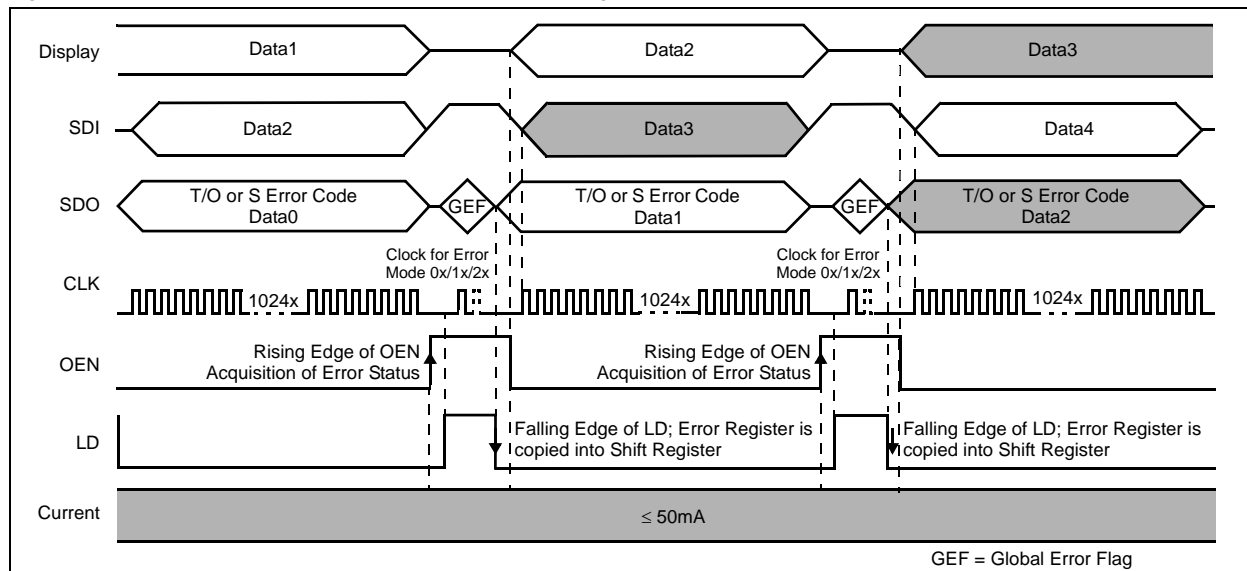 Display
Data1
Data2
Data3
SDI
Data2
Data3
Data4
SDO
T/O or S Error Code
Data0
GEF
T/O or S Error Code
Data1
GEF
T/O or S Error Code
Data2
Clock for Error
Mode 0x/1x/2x
Clock for Error
Mode 0x/1x/2x
CLK
1024x
1024x
1024x
OEN
Rising Edge of OEN
Acquisition of Error Status
Rising Edge of OEN
Acquisition of Error Status
LD
Falling Edge of LD; Error Register is
copied into Shift Register
Falling Edge of LD; Error Register is
copied into Shift Register
Current
≤ 50mA
GEF = Global Error Flag